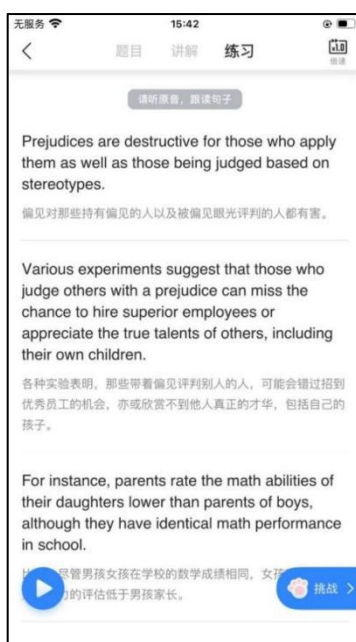 无服务 15:42
题目 讲解 练习 x1.0
倍速
请听原音，跟读句子
Prejudices are destructive for those who apply
them as well as those being judged based on
stereotypes.
偏见对那些持有偏见的人以及被偏见眼光评判的人都有害。
Various experiments suggest that those who
judge others with a prejudice can miss the
chance to hire superior employees or
appreciate the true talents of others, including
their own children.
各种实验表明，那些带着偏见评判别人的人，可能会错过招到
优秀员工的机会，亦或欣赏不到他人真正的才华，包括自己的
孩子。
For instance, parents rate the math abilities of
their daughters lower than parents of boys,
although they have identical math performance
in school.
尽管男孩女孩在学校的数学成绩相同，女孩
力的评估低于男孩家长。
挑战